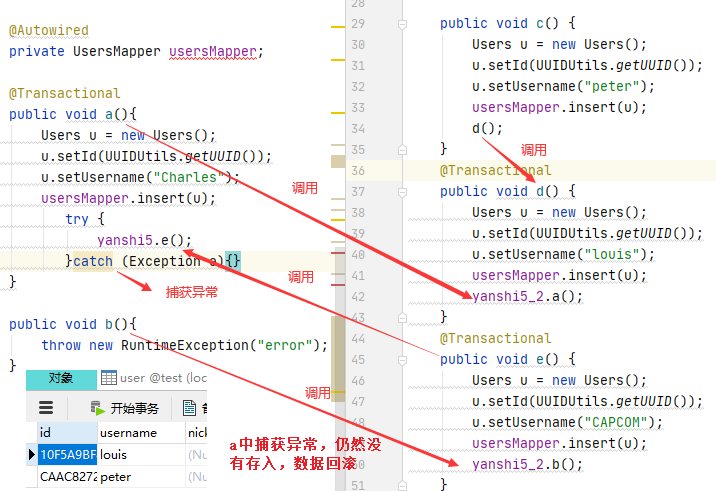 @Autowired
private UsersMapper usersMapper;
@Transactional
public void a(){
Users u = new Users();
u.setId(UUIDUtils.getUUID());
u.setUsername("Charles");
usersMapper.insert(u);
try {
yanshi5.e();
}catch (Exception e){}
}
捕获异常
public void b(){
throw new RuntimeException("error");
}
对象
user @test (loc
开始事务
id username nick
10F5A9BF louis (Nu
CAAC8272 peter (Nu
调用
调用
调用
a中捕获异常，仍然没
有存入，数据回滚
28
29 public void c() {
30 Users u = new Users();
31 u.setId(UUIDUtils.getUUID());
32 u.setUsername("peter");
33 usersMapper.insert(u);
34 d();
35 }
调用
36 @Transactional
37 public void d() {
38 Users u = new Users();
39 u.setId(UUIDUtils.getUUID());
40 u.setUsername("louis");
41 usersMapper.insert(u);
42 yanshi5_2.a();
43 }
44 @Transactional
45 public void e() {
46 Users u = new Users();
47 u.setId(UUIDUtils.getUUID());
48 u.setUsername("CAPCOM");
49 usersMapper.insert(u);
50 yanshi5_2.b();
51 }